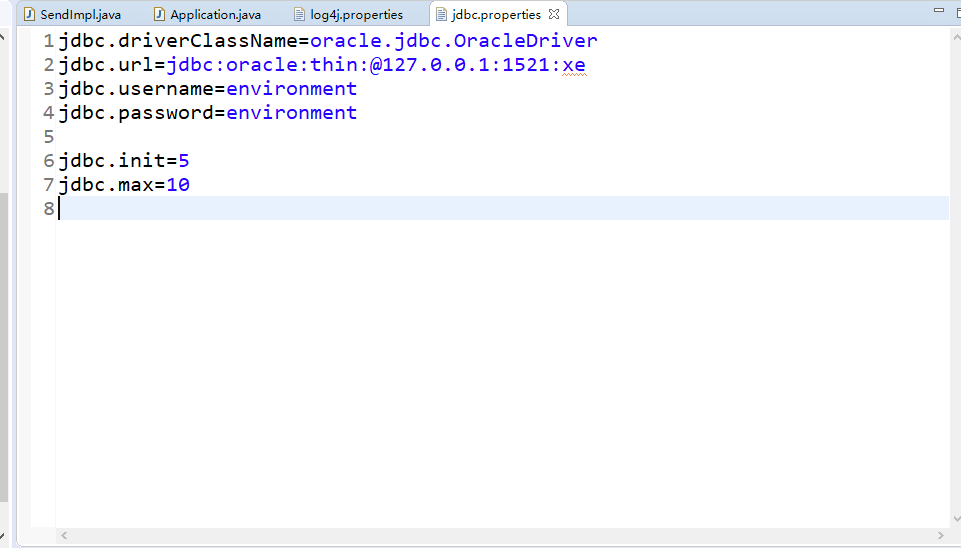 SendImpl.java Application.java log4j.properties jdbc.properties
1 jdbc.driverClassName=oracle.jdbc.OracleDriver
2 jdbc.url=jdbc:oracle:thin:@127.0.0.1:1521:xe
3 jdbc.username=environment
4 jdbc.password=environment
5
6 jdbc.init=5
7 jdbc.max=10
8